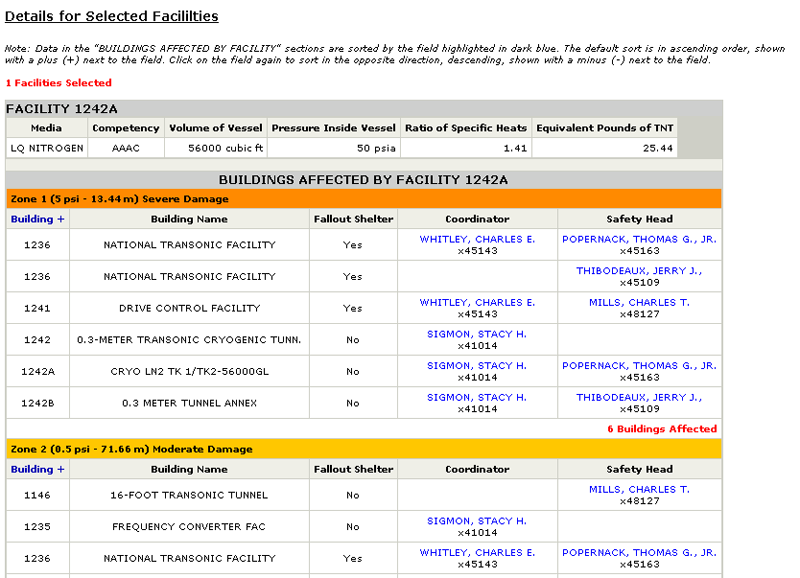 Details for Selected Facililties
Note: Data in the "BUILDINGS AFFECTED BY FACILITY" sections are sorted by the field highlighted in dark blue. The default sort is in ascending order, shown
with a plus (+) next to the field. Click on the field again to sort in the opposite direction, descending, shown with a minus (-) next to the field.
1 Facilities Selected
FACILITY 1242A
Media Competency Volume of Vessel Pressure Inside Vessel Ratio of Specific Heats Equivalent Pounds of TNT
LQ NITROGEN AAAC 56000 cubic ft 50 psia 1.41 25.44
BUILDINGS AFFECTED BY FACILITY 1242A
Zone 1 (5 psi - 13.44 m) Severe Damage
Building + Building Name Fallout Shelter Coordinator Safety Head
1236 NATIONAL TRANSONIC FACILITY Yes WHITLEY, CHARLES E. POPERNACK, THOMAS G., JR.
x45143 x45163
1236 NATIONAL TRANSONIC FACILITY Yes THIBODEAUX, JERRY J.,
x45109
1241 DRIVE CONTROL FACILITY Yes WHITLEY, CHARLES E. MILLS, CHARLES T.
x45143 x48127
1242 0.3-METER TRANSONIC CRYOGENIC TUNN. No SIGMON, STACY H.
x41014
1242A CRYO LN2 TK 1/TK2-56000GL No SIGMON, STACY H. POPERNACK, THOMAS G., JR.
x41014 x45163
1242B 0.3 METER TUNNEL ANNEX No SIGMON, STACY H. THIBODEAUX, JERRY J.,
x41014 x45109
6 Buildings Affected
Zone 2 (0.5 psi - 71.66 m) Moderate Damage
Building + Building Name Fallout Shelter Coordinator Safety Head
1146 16-FOOT TRANSONIC TUNNEL No MILLS, CHARLES T.
x48127
1235 FREQUENCY CONVERTER FAC No SIGMON, STACY H.
x41014
1236 NATIONAL TRANSONIC FACILITY Yes WHITLEY, CHARLES E. POPERNACK, THOMAS G., JR.
x45143 x45163